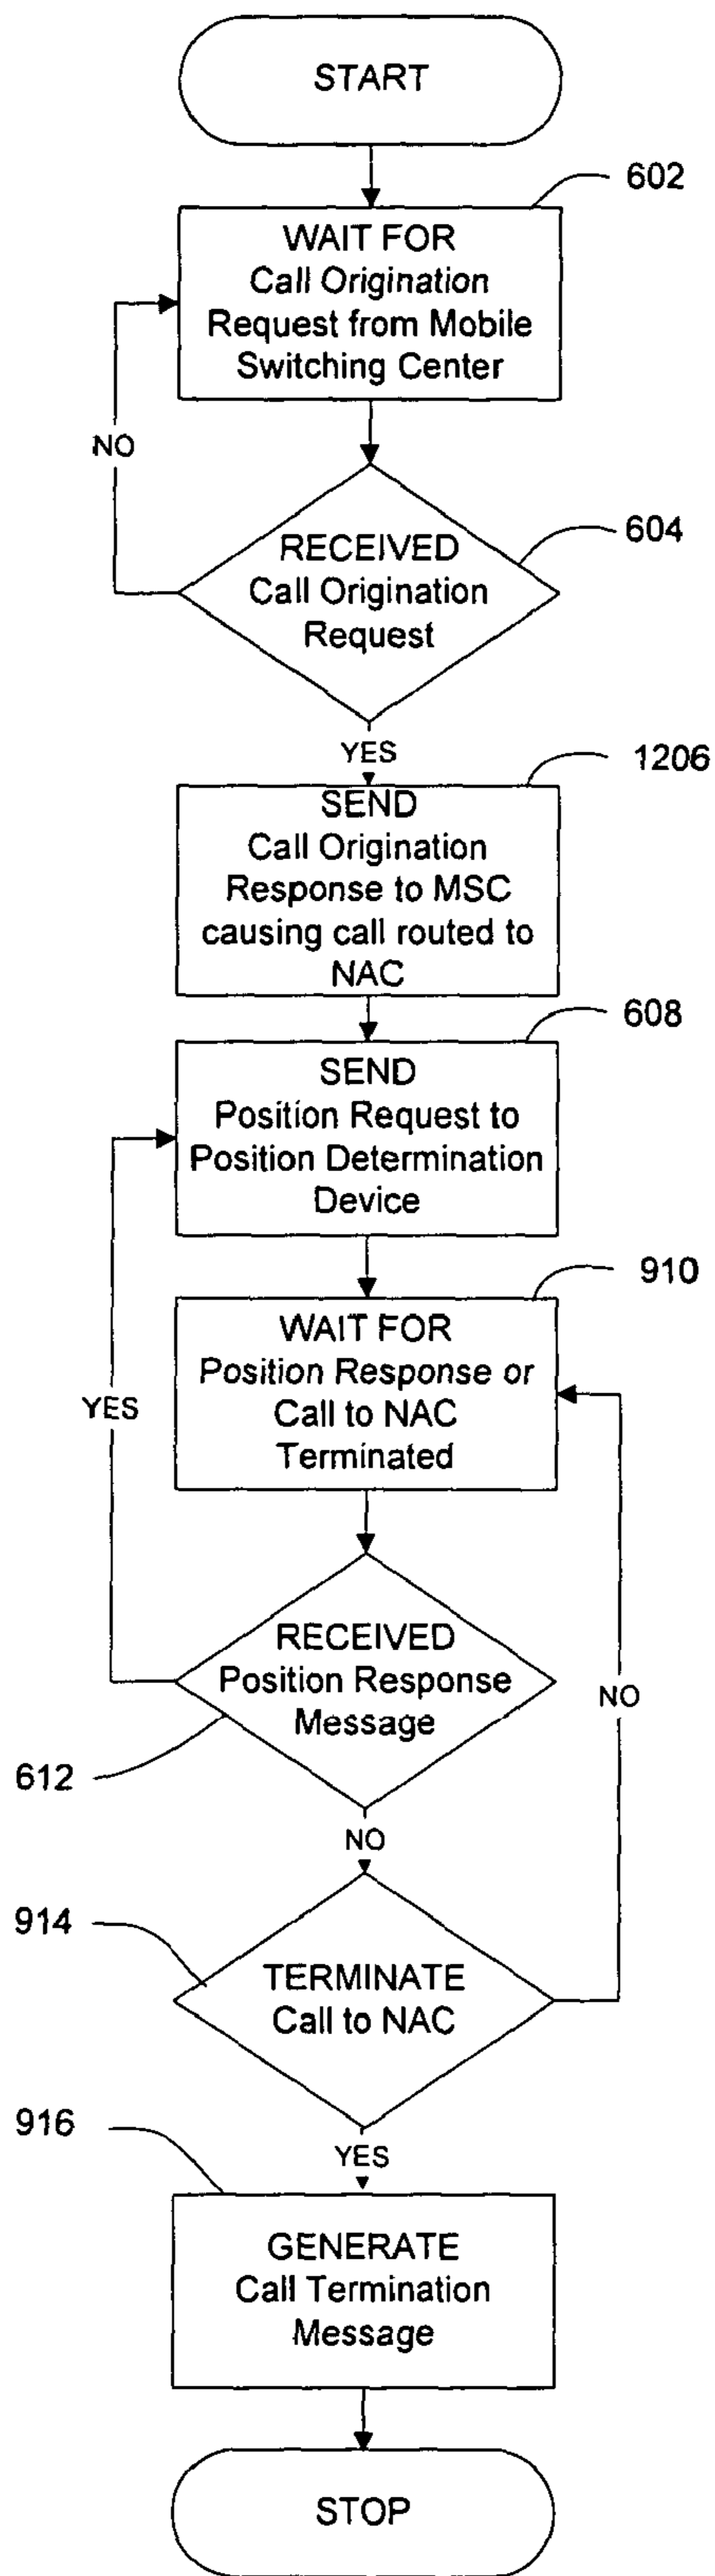 START
602
WAIT FOR
Call Origination
Request from Mobile
Switching Center
NO
604
RECEIVED
Call Origination
Request
YES
1206
SEND
Call Origination
Response to MSC
causing call routed to
NAC
608
SEND
Position Request to
Position Determination
Device
910
WAIT FOR
Position Response or
Call to NAC
Terminated
YES
RECEIVED
Position Response
Message
NO
612
NO
914
TERMINATE
Call to NAC
916
YES
GENERATE
Call Termination
Message
STOP